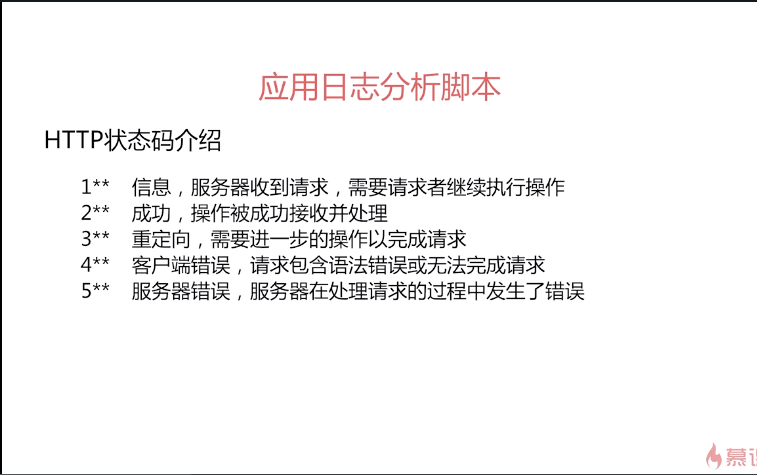 应用日志分析脚本
HTTP状态码介绍
1** 信息，服务器收到请求，需要请求者继续执行操作
2** 成功，操作被成功接收并处理
3** 重定向，需要进一步的操作以完成请求
4** 客户端错误，请求包含语法错误或无法完成请求
5** 服务器错误，服务器在处理请求的过程中发生了错误
慕